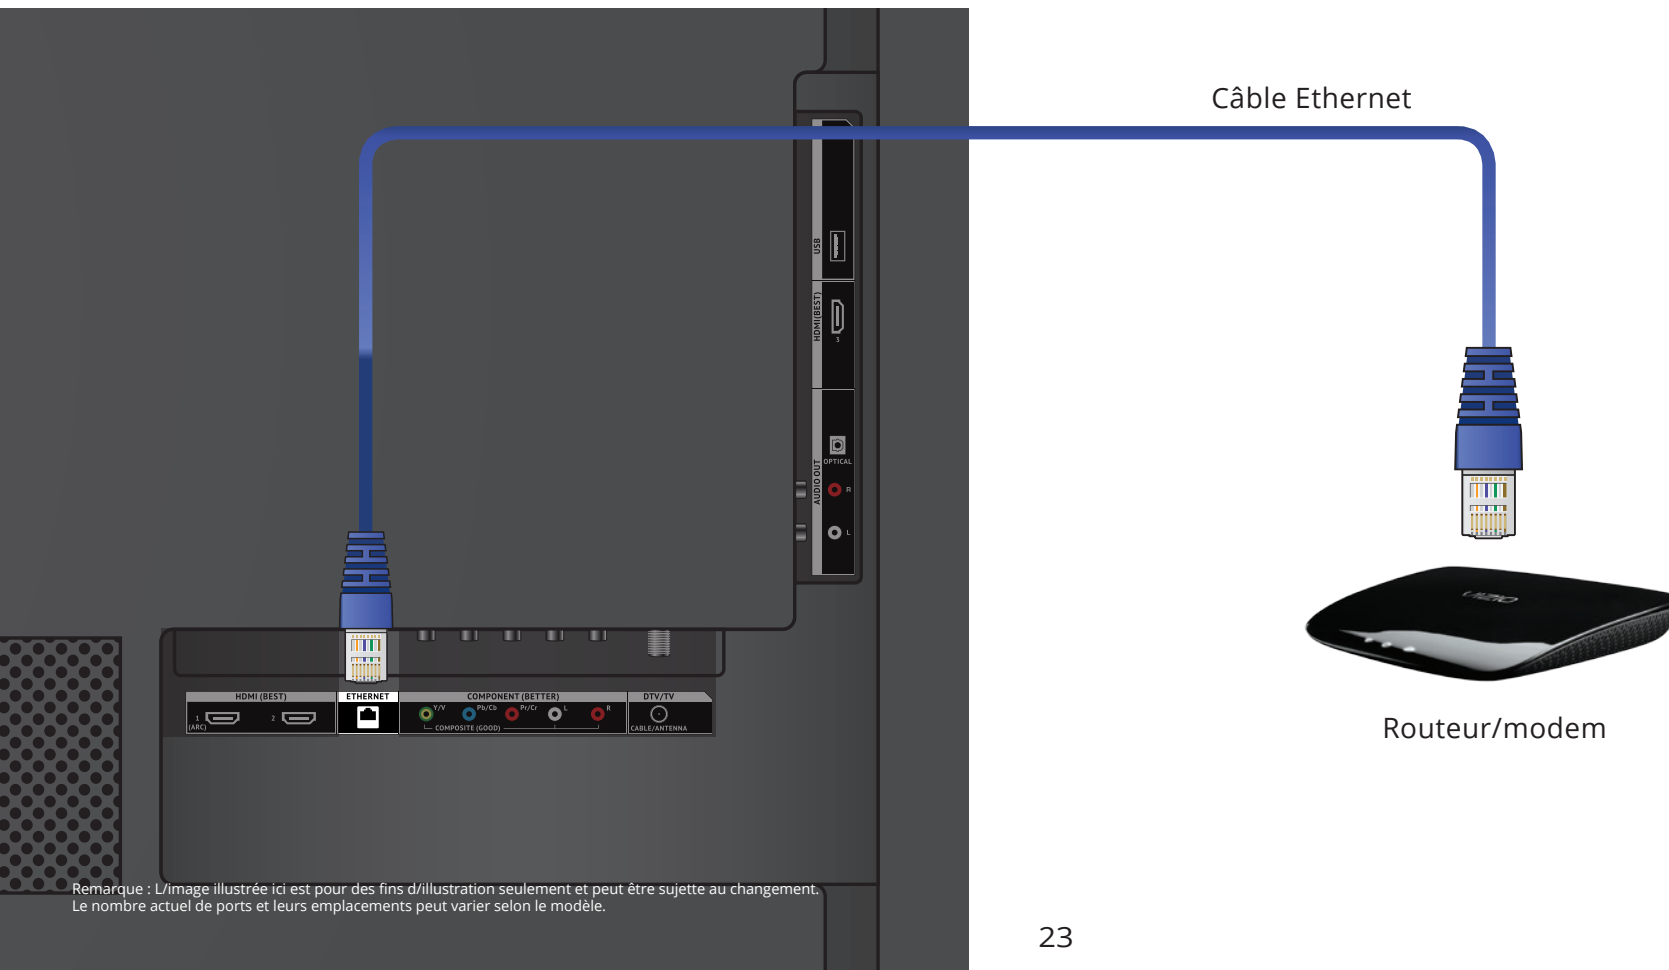 Câble Ethernet
USB
HDMI(BEST)
3
OPTICAL
AUDIO OUT
R
L
VIZIO
HDMI (BEST)
ETHERNET
COMPONENT (BETTER)
DTV/TV
1
(ARC)
2
Y/V
Pb/Cb
Pr/Cr
L
R
COMPOSITE (GOOD)
CABLE/ANTENNA
Routeur/modem
Remarque : L/image illustrée ici est pour des fins d/illustration seulement et peut être sujette au changement.
Le nombre actuel de ports et leurs emplacements peut varier selon le modèle.
23